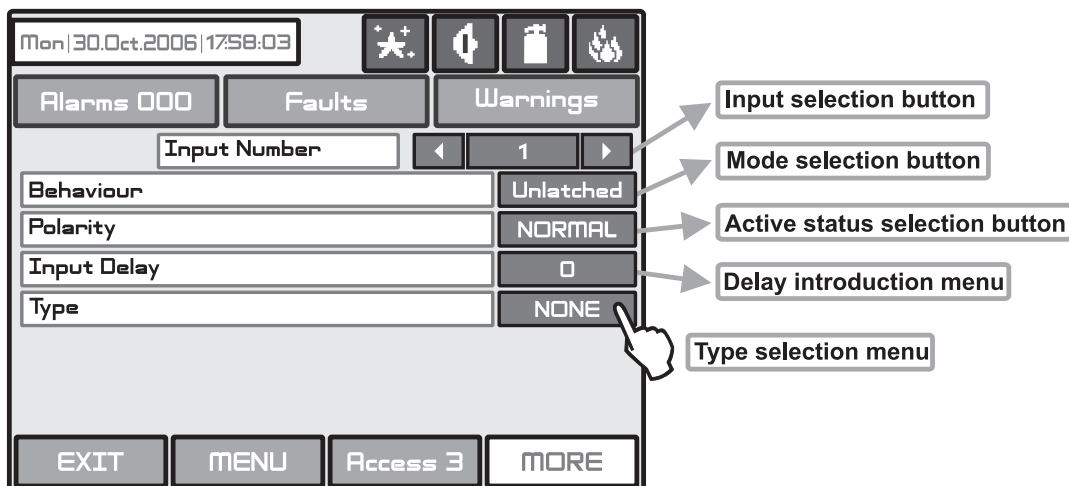 Mon|30.Oct.2006|17:58:03
Alarms 000 Faults Warnings
Input Number 1
Behaviour Unlatched
Polarity NORMAL
Input Delay 0
Type NONE
EXIT MENU Access 3 MORE
Input selection button
Mode selection button
Active status selection button
Delay introduction menu
Type selection menu